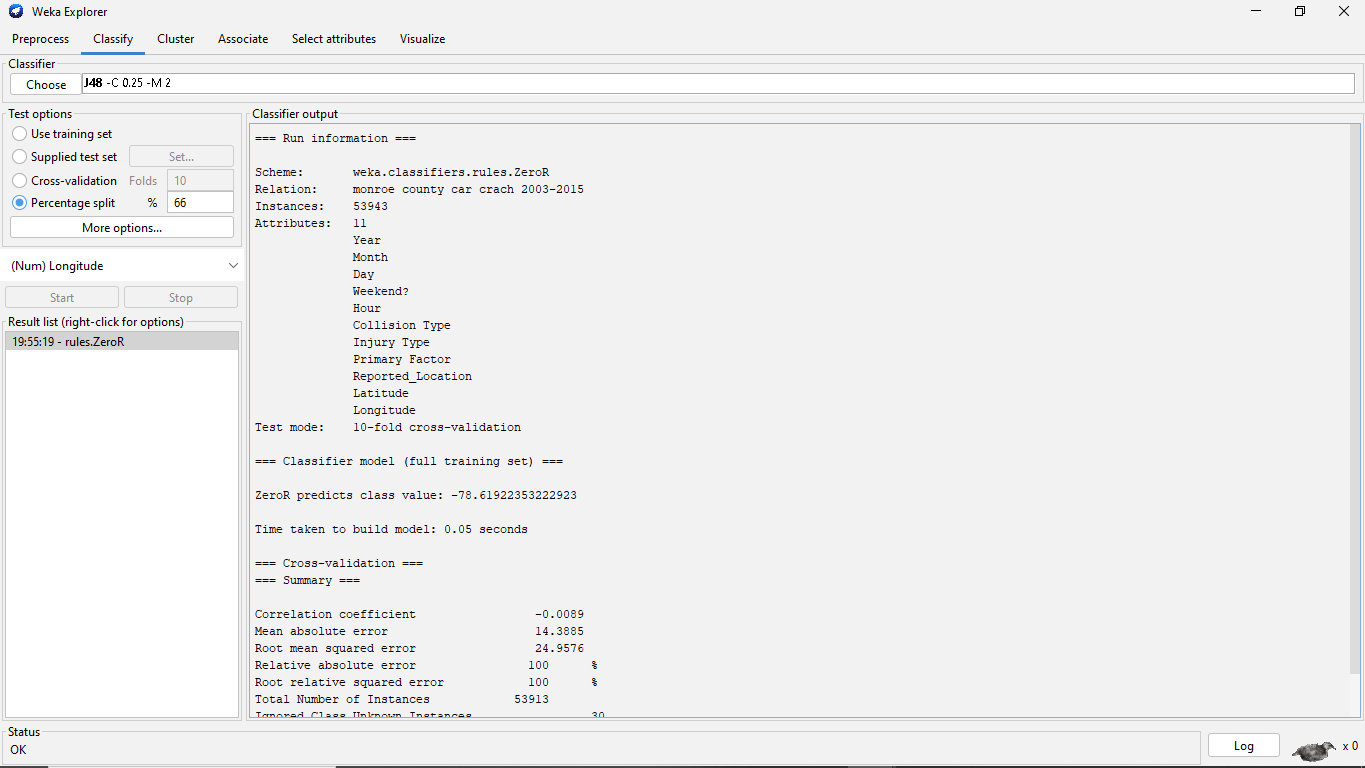 Weka Explorer
Preprocess Classify Cluster Associate Select attributes Visualize
Classifier
Choose J48 -C 0.25 -M 2
Test options
Use training set
Supplied test set Set...
Cross-validation Folds 10
Percentage split % 66
More options...
(Num) Longitude
Start Stop
Result list (right-click for options)
19:55:19 - rules.ZeroR
Classifier output
=== Run information ===
Scheme: weka.classifiers.rules.ZeroR
Relation: monroe county car crach 2003-2015
Instances: 53943
Attributes: 11
Year
Month
Day
Weekend?
Hour
Collision Type
Injury Type
Primary Factor
Reported_Location
Latitude
Longitude
Test mode: 10-fold cross-validation
=== Classifier model (full training set) ===
ZeroR predicts class value: -78.61922353222923
Time taken to build model: 0.05 seconds
=== Cross-validation ===
=== Summary ===
Correlation coefficient -0.0089
Mean absolute error 14.3885
Root mean squared error 24.9576
Relative absolute error 100 %
Root relative squared error 100 %
Total Number of Instances 53913
Ignored Class Unknown Instances 30
Status
OK
Log x 0